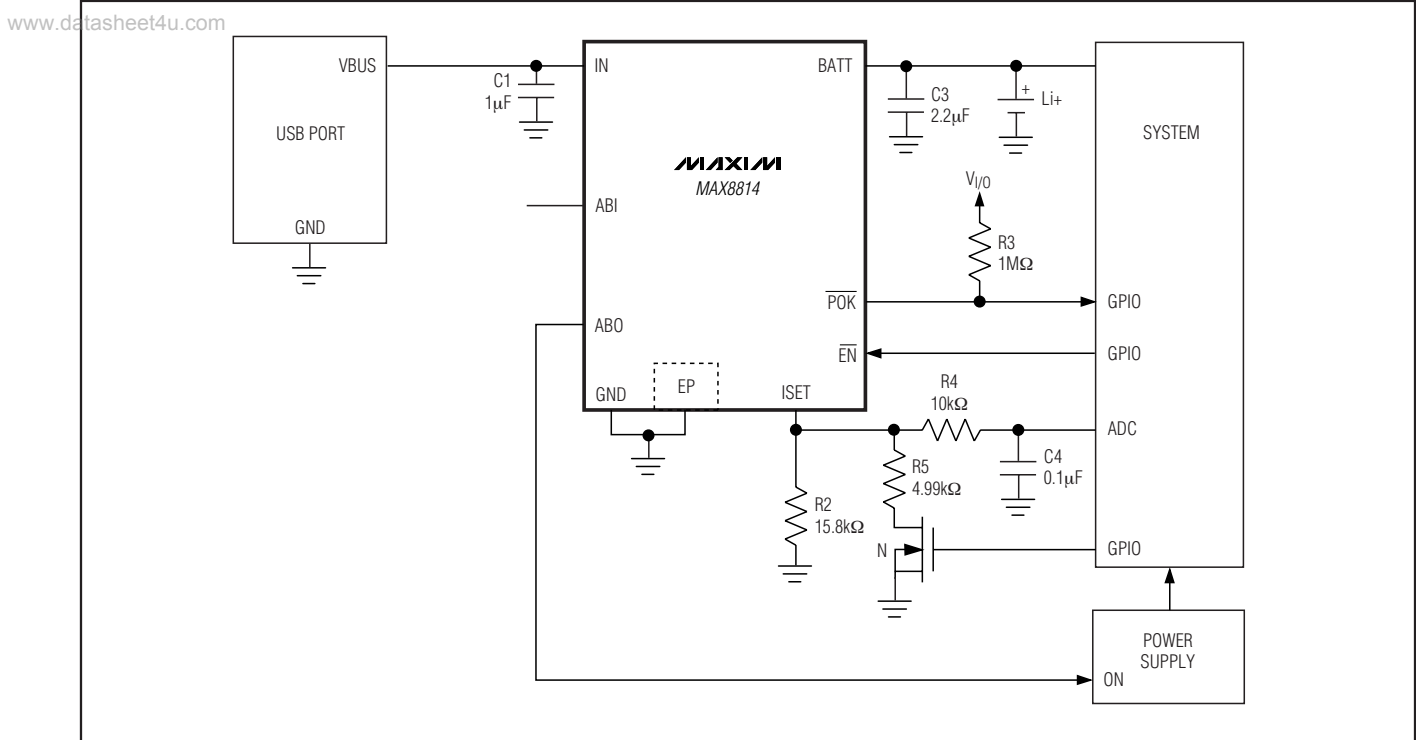 www.datasheet4u.com
VBUS
USB PORT
GND
C1
1µF
IN
BATT
MAXIM
MAX8814
ABI
ABO
GND
EP
ISET
POK
EN
C3
2.2µF
+
Li+
VI/O
R3
1MΩ
SYSTEM
GPIO
GPIO
ADC
GPIO
R4
10kΩ
C4
0.1µF
R5
4.99kΩ
R2
15.8kΩ
N
POWER
SUPPLY
ON